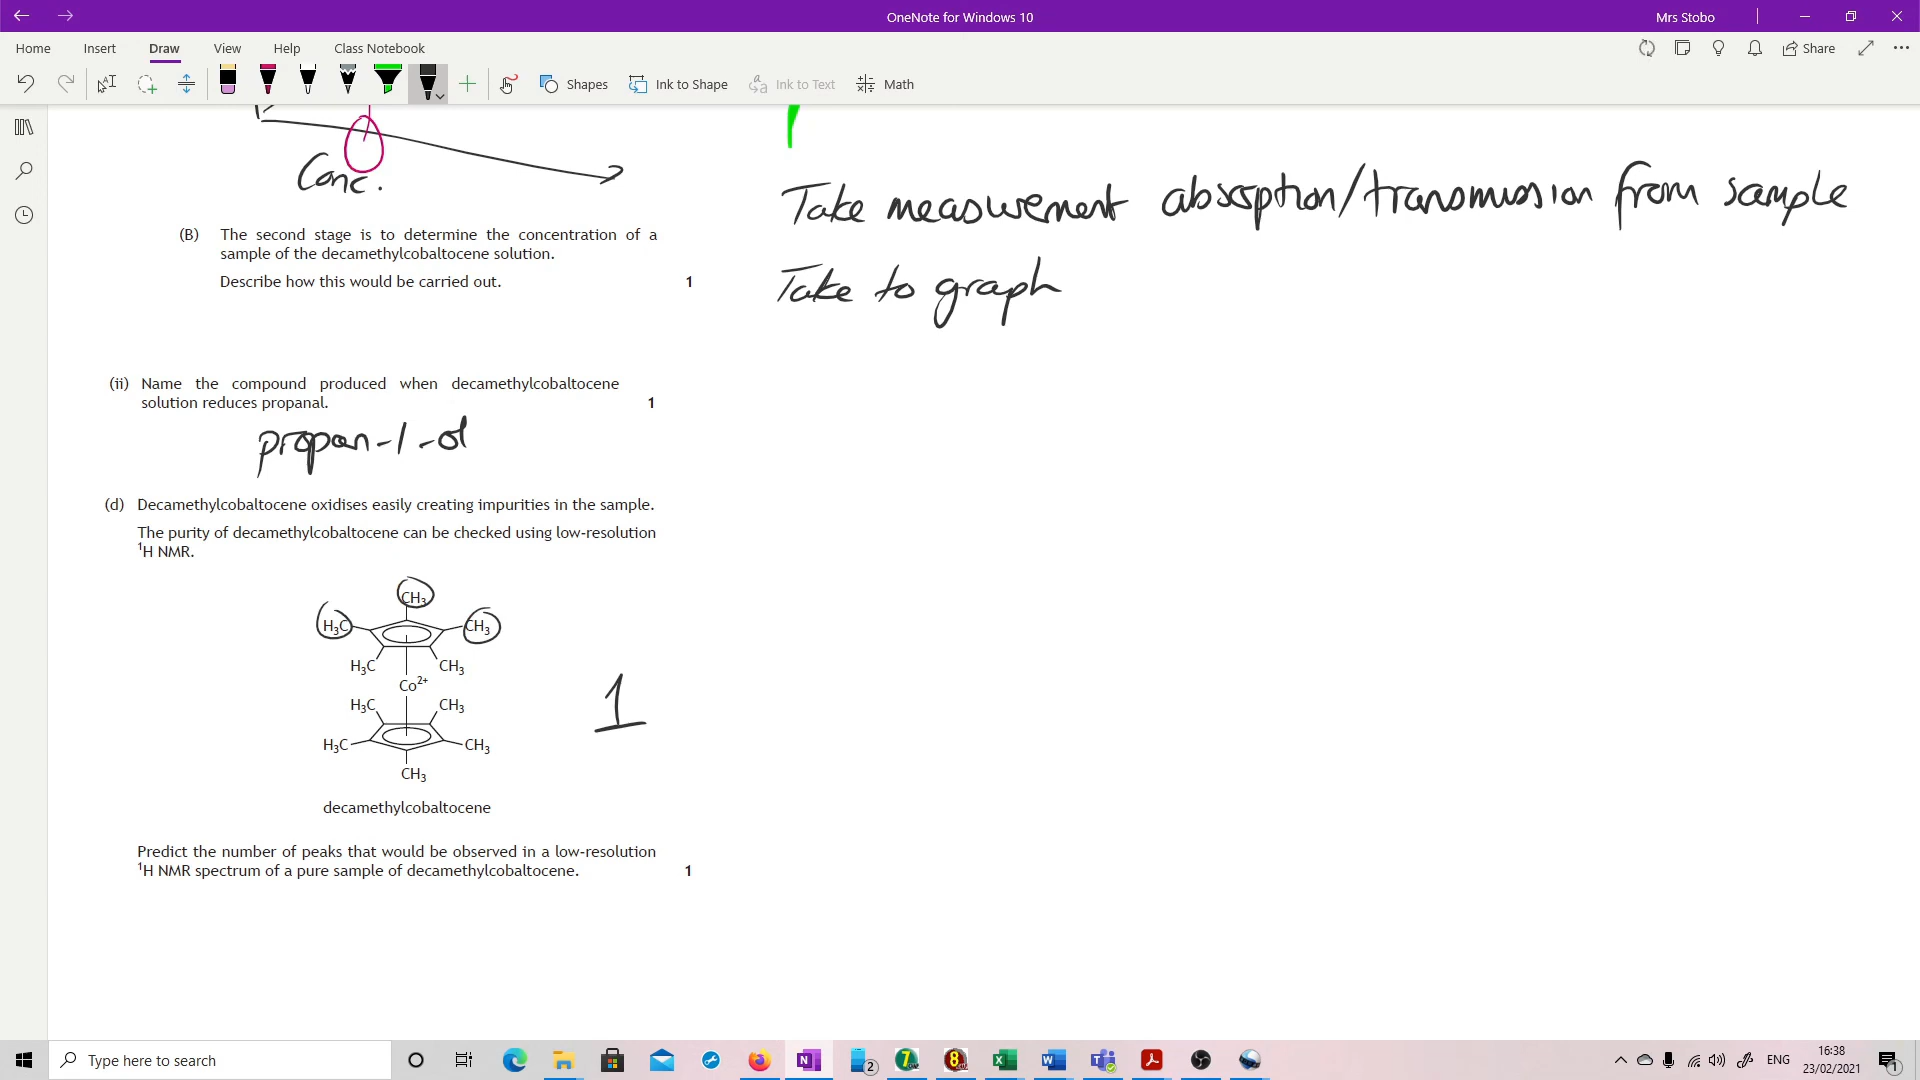 OneNote for Windows 10
Mrs Stobo
Home Insert Draw View Help Class Notebook
Share
Shapes Ink to Shape Ink to Text Math
Conc.
Take measurement absorption/transmission from sample
(B) The second stage is to determine the concentration of a
sample of the decamethylcobaltocene solution.
Describe how this would be carried out. 1
Take to graph
(ii) Name the compound produced when decamethylcobaltocene
solution reduces propanal. 1
propan-1-ol
(d) Decamethylcobaltocene oxidises easily creating impurities in the sample.
The purity of decamethylcobaltocene can be checked using low-resolution
¹H NMR.
CH₃
H₃C CH₃
H₃C CH₃
Co²⁺
H₃C CH₃
H₃C CH₃
CH₃
1
decamethylcobaltocene
Predict the number of peaks that would be observed in a low-resolution
¹H NMR spectrum of a pure sample of decamethylcobaltocene. 1
Type here to search
2
7
8
ENG
16:38
23/02/2021
1